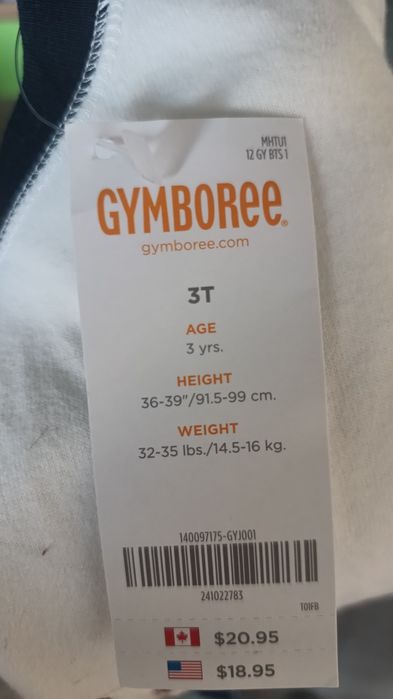 MHTU1
12 GY BTS 1
GYMBORee®
gymboree.com
3T
AGE
3 yrs.
HEIGHT
36-39"/91.5-99 cm.
WEIGHT
32-35 lbs./14.5-16 kg.
140097175-GYJ001
241022783
T01FB
$20.95
$18.95